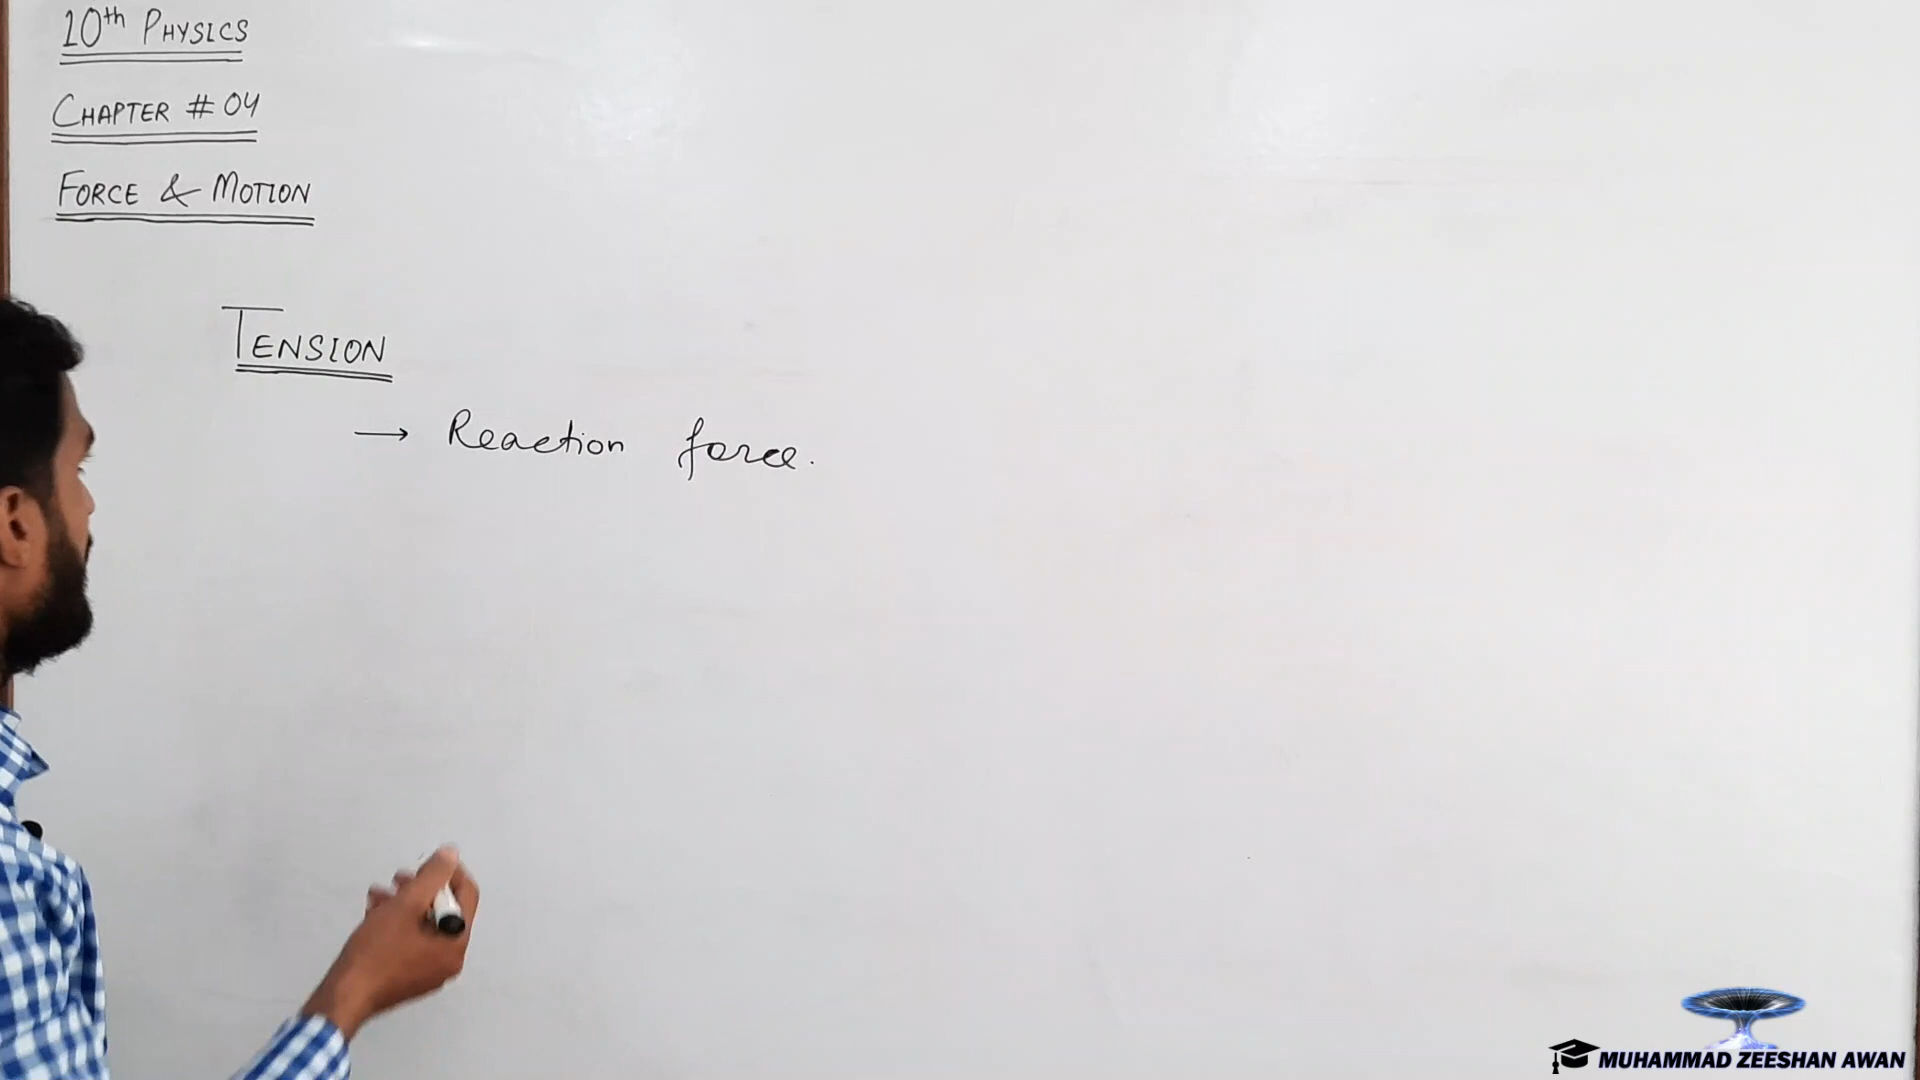 10th PHYSICS
CHAPTER # 04
FORCE & MOTION
TENSION
→ Reaction force.
MUHAMMAD ZEESHAN AWAN